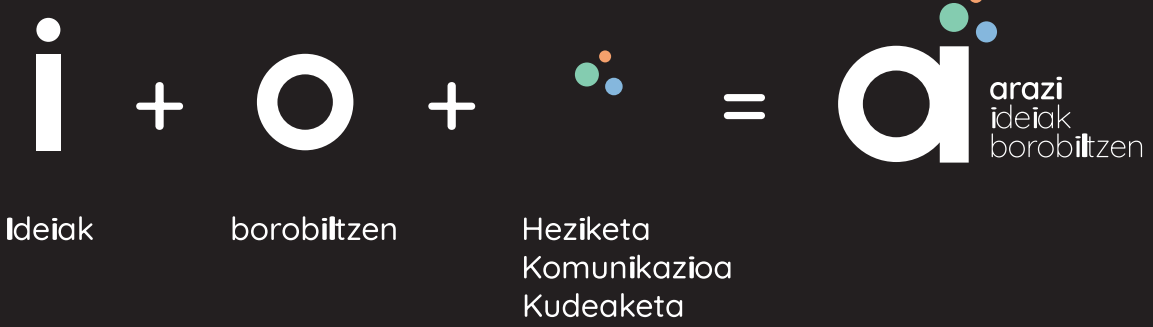 i + o + = a
arazi
ideiak
borobiltzen
Ideiak
borobiltzen
Heziketa
Komunikazioa
Kudeaketa